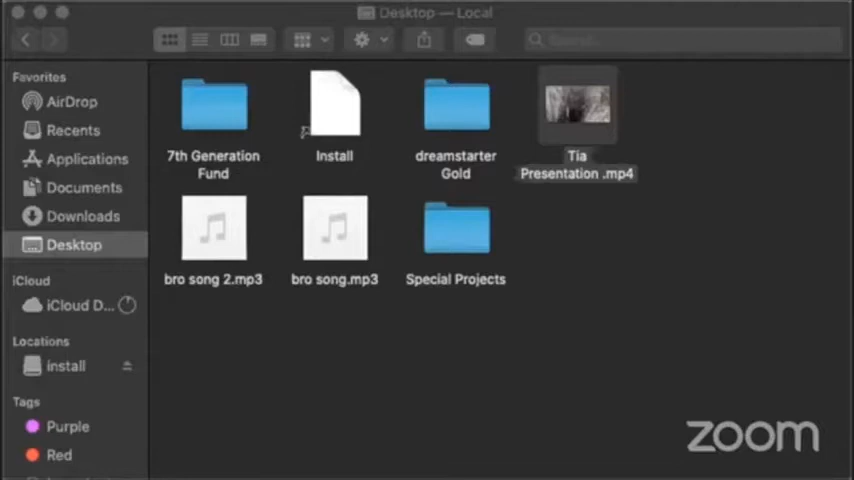 Desktop — Local
Search
Favorites
AirDrop
Recents
Applications
Documents
Downloads
Desktop
iCloud
iCloud D...
Locations
install
Tags
Purple
Red
7th Generation
Fund
Install
dreamstarter
Gold
Tia
Presentation .mp4
bro song 2.mp3
bro song.mp3
Special Projects
zoom